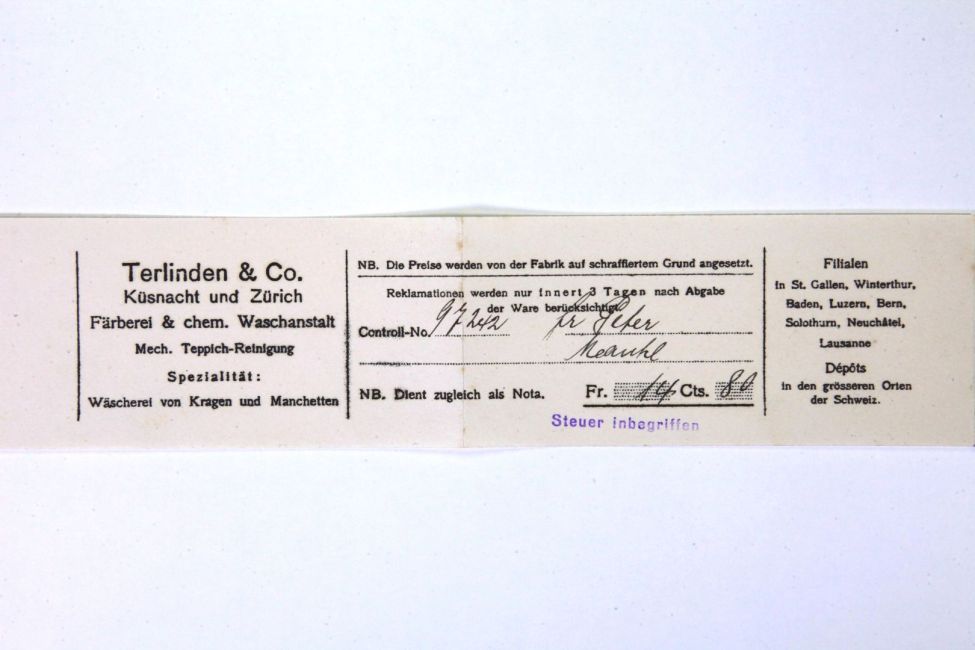 Terlinden & Co.
Küsnacht und Zürich
Färberei & chem. Waschanstalt
Mech. Teppich-Reinigung
Spezialität:
Wäscherei von Kragen und Manchetten
NB. Die Preise werden von der Fabrik auf schraffiertem Grund angesetzt.
Reklamationen werden nur innert 3 Tagen nach Abgabe
der Ware berücksichtigt
Controll-No. 97242
NB. Dient zugleich als Nota. Fr. 14 Cts. 80
Steuer inbegriffen
Filialen
in St. Gallen, Winterthur,
Baden, Luzern, Bern,
Solothurn, Neuchâtel,
Lausanne
Dépôts
in den grösseren Orten
der Schweiz.